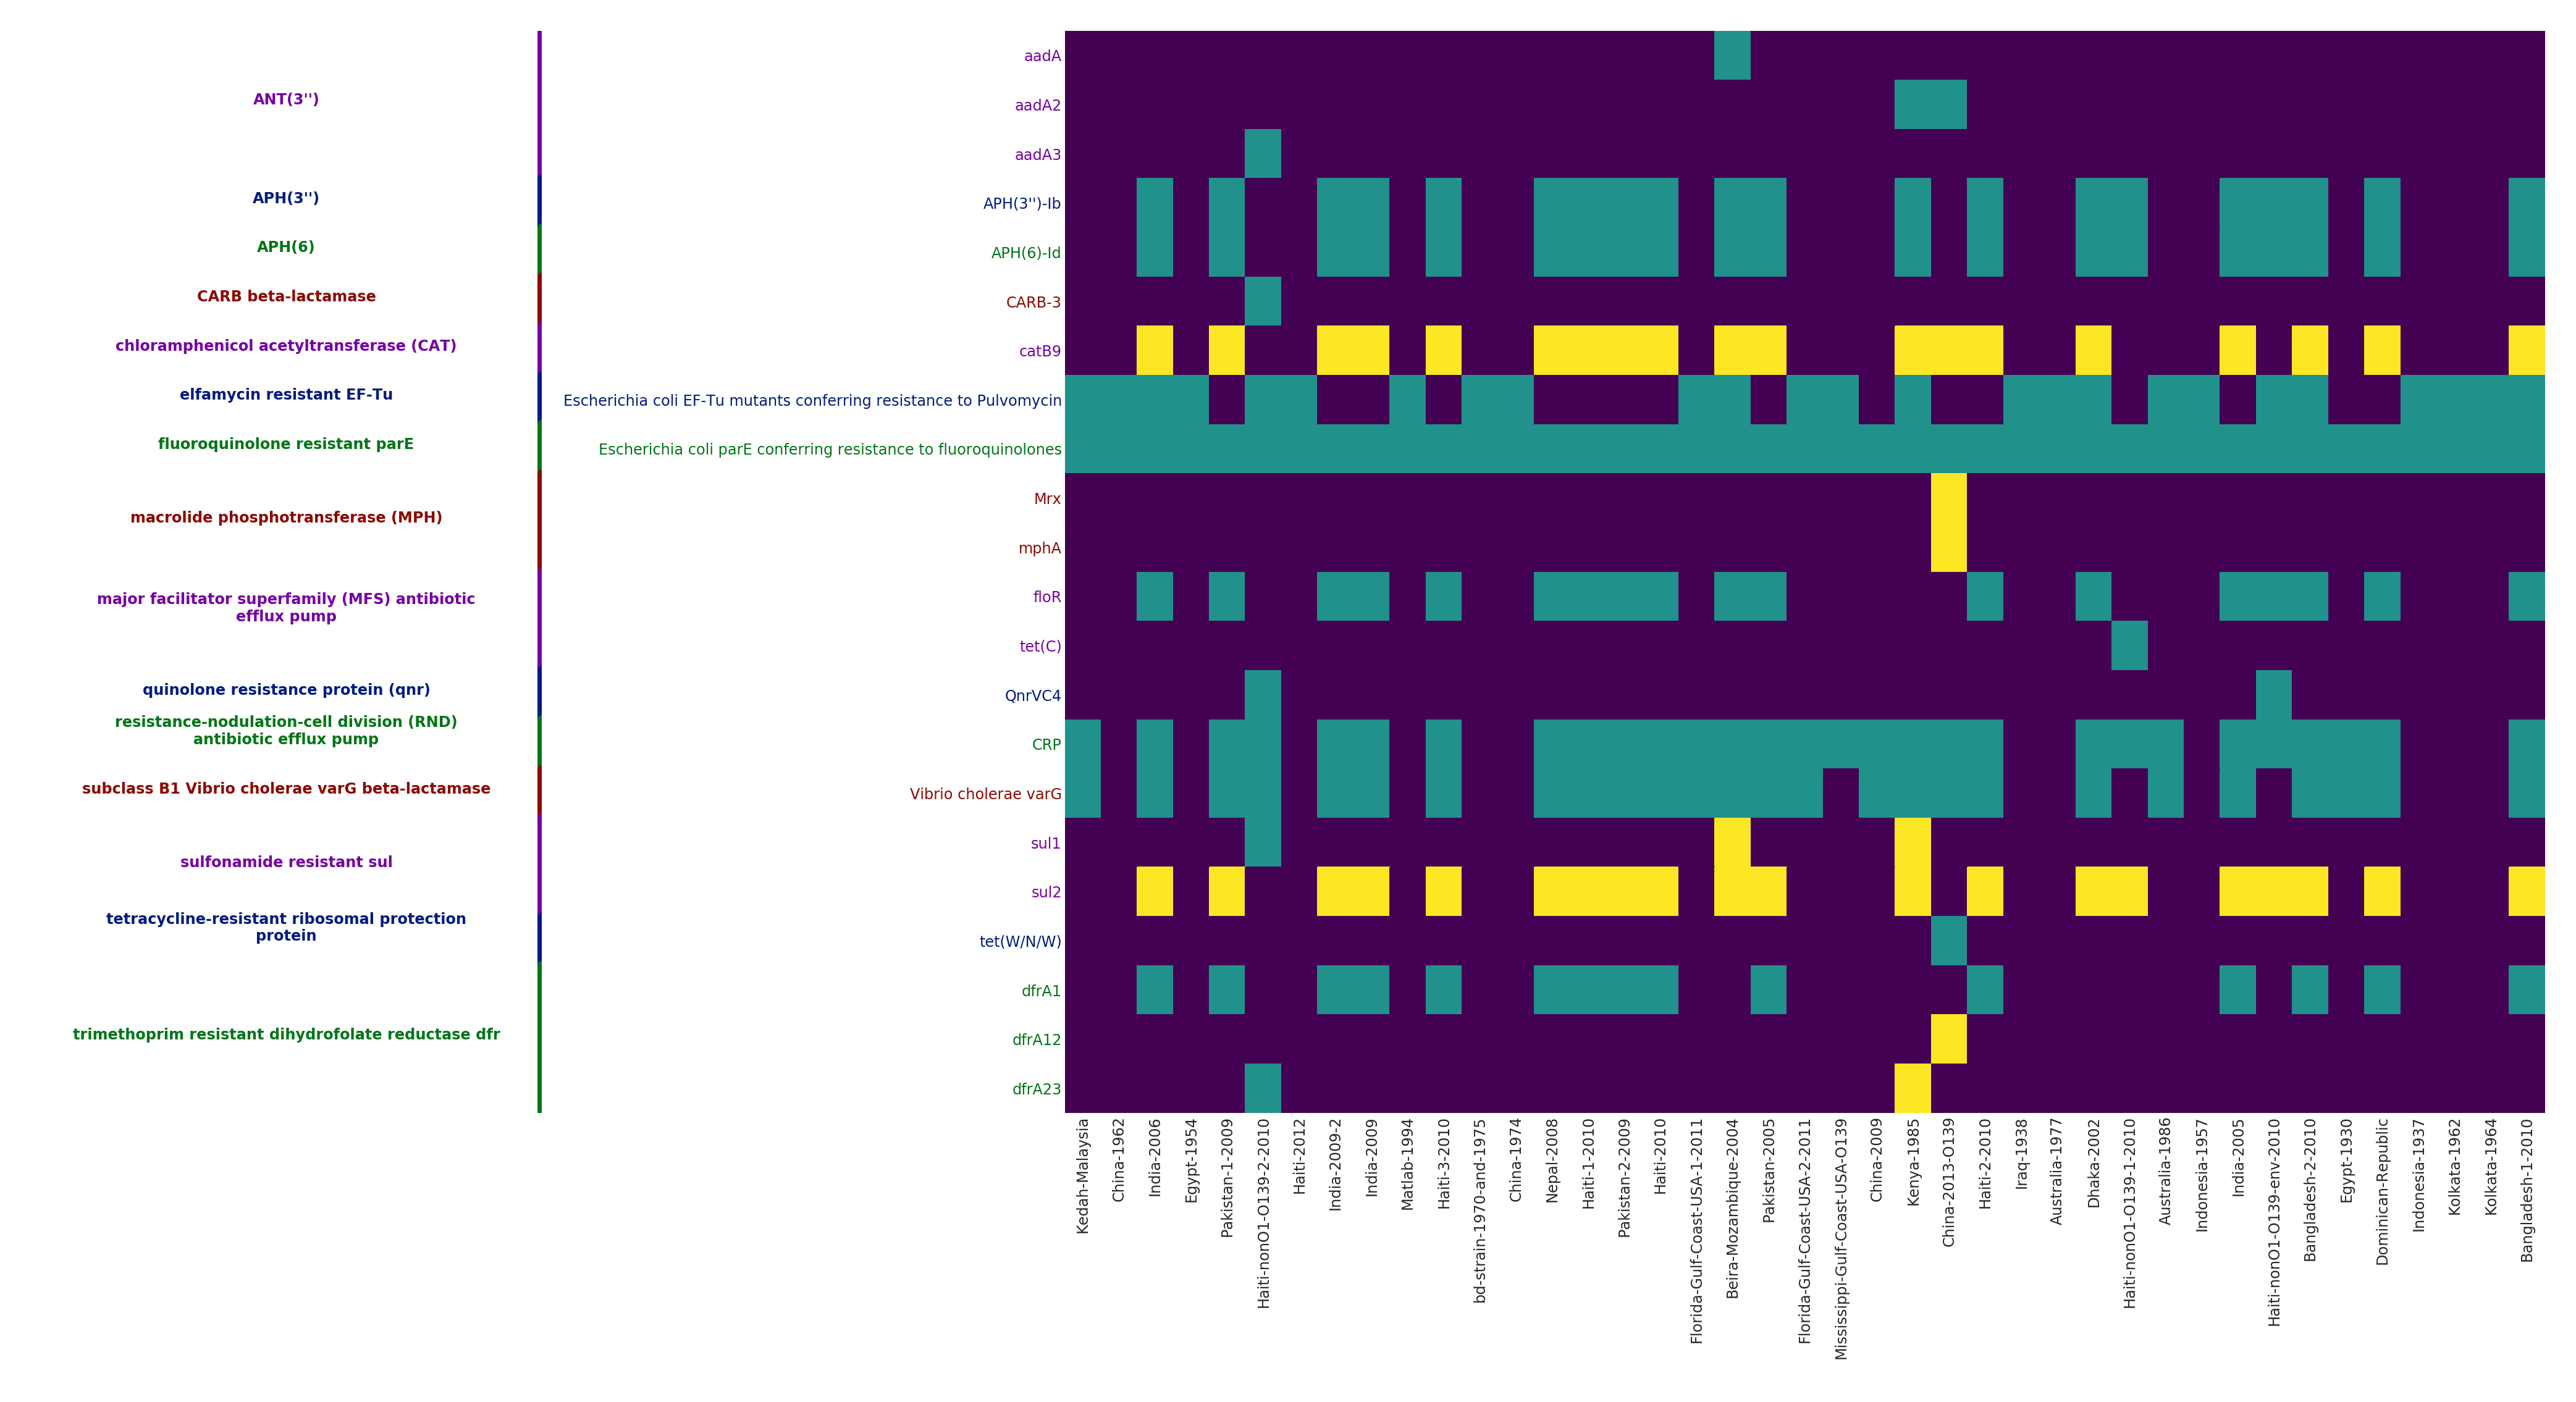 ANT(3'')
APH(3'')
APH(6)
CARB beta-lactamase
chloramphenicol acetyltransferase (CAT)
elfamycin resistant EF-Tu
fluoroquinolone resistant parE
macrolide phosphotransferase (MPH)
major facilitator superfamily (MFS) antibiotic
efflux pump
quinolone resistance protein (qnr)
resistance-nodulation-cell division (RND)
antibiotic efflux pump
subclass B1 Vibrio cholerae varG beta-lactamase
sulfonamide resistant sul
tetracycline-resistant ribosomal protection
protein
trimethoprim resistant dihydrofolate reductase dfr
aadA
aadA2
aadA3
APH(3'')-Ib
APH(6)-Id
CARB-3
catB9
Escherichia coli EF-Tu mutants conferring resistance to Pulvomycin
Escherichia coli parE conferring resistance to fluoroquinolones
Mrx
mphA
floR
tet(C)
QnrVC4
CRP
Vibrio cholerae varG
sul1
sul2
tet(W/N/W)
dfrA1
dfrA12
dfrA23
Kedah-Malaysia
China-1962
India-2006
Egypt-1954
Pakistan-1-2009
Haiti-nonO1-O139-2-2010
Haiti-2012
India-2009-2
India-2009
Matlab-1994
Haiti-3-2010
bd-strain-1970-and-1975
China-1974
Nepal-2008
Haiti-1-2010
Pakistan-2-2009
Haiti-2010
Florida-Gulf-Coast-USA-1-2011
Beira-Mozambique-2004
Pakistan-2005
Florida-Gulf-Coast-USA-2-2011
Mississippi-Gulf-Coast-USA-O139
China-2009
Kenya-1985
China-2013-O139
Haiti-2-2010
Iraq-1938
Australia-1977
Dhaka-2002
Haiti-nonO1-O139-1-2010
Australia-1986
Indonesia-1957
India-2005
Haiti-nonO1-O139-env-2010
Bangladesh-2-2010
Egypt-1930
Dominican-Republic
Indonesia-1937
Kolkata-1962
Kolkata-1964
Bangladesh-1-2010